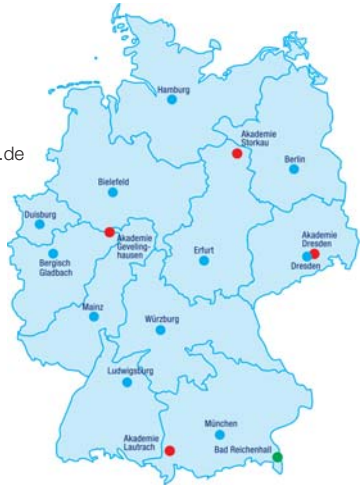 Hamburg
Akademie
Storkau
.de
Berlin
Bielefeld
Duisburg
Akademie
Geveling-
hausen
Akademie
Dresden
Erfurt
Dresden
Bergisch
Gladbach
Mainz
Würzburg
Ludwigsburg
München
Akademie
Lautrach
Bad Reichenhall